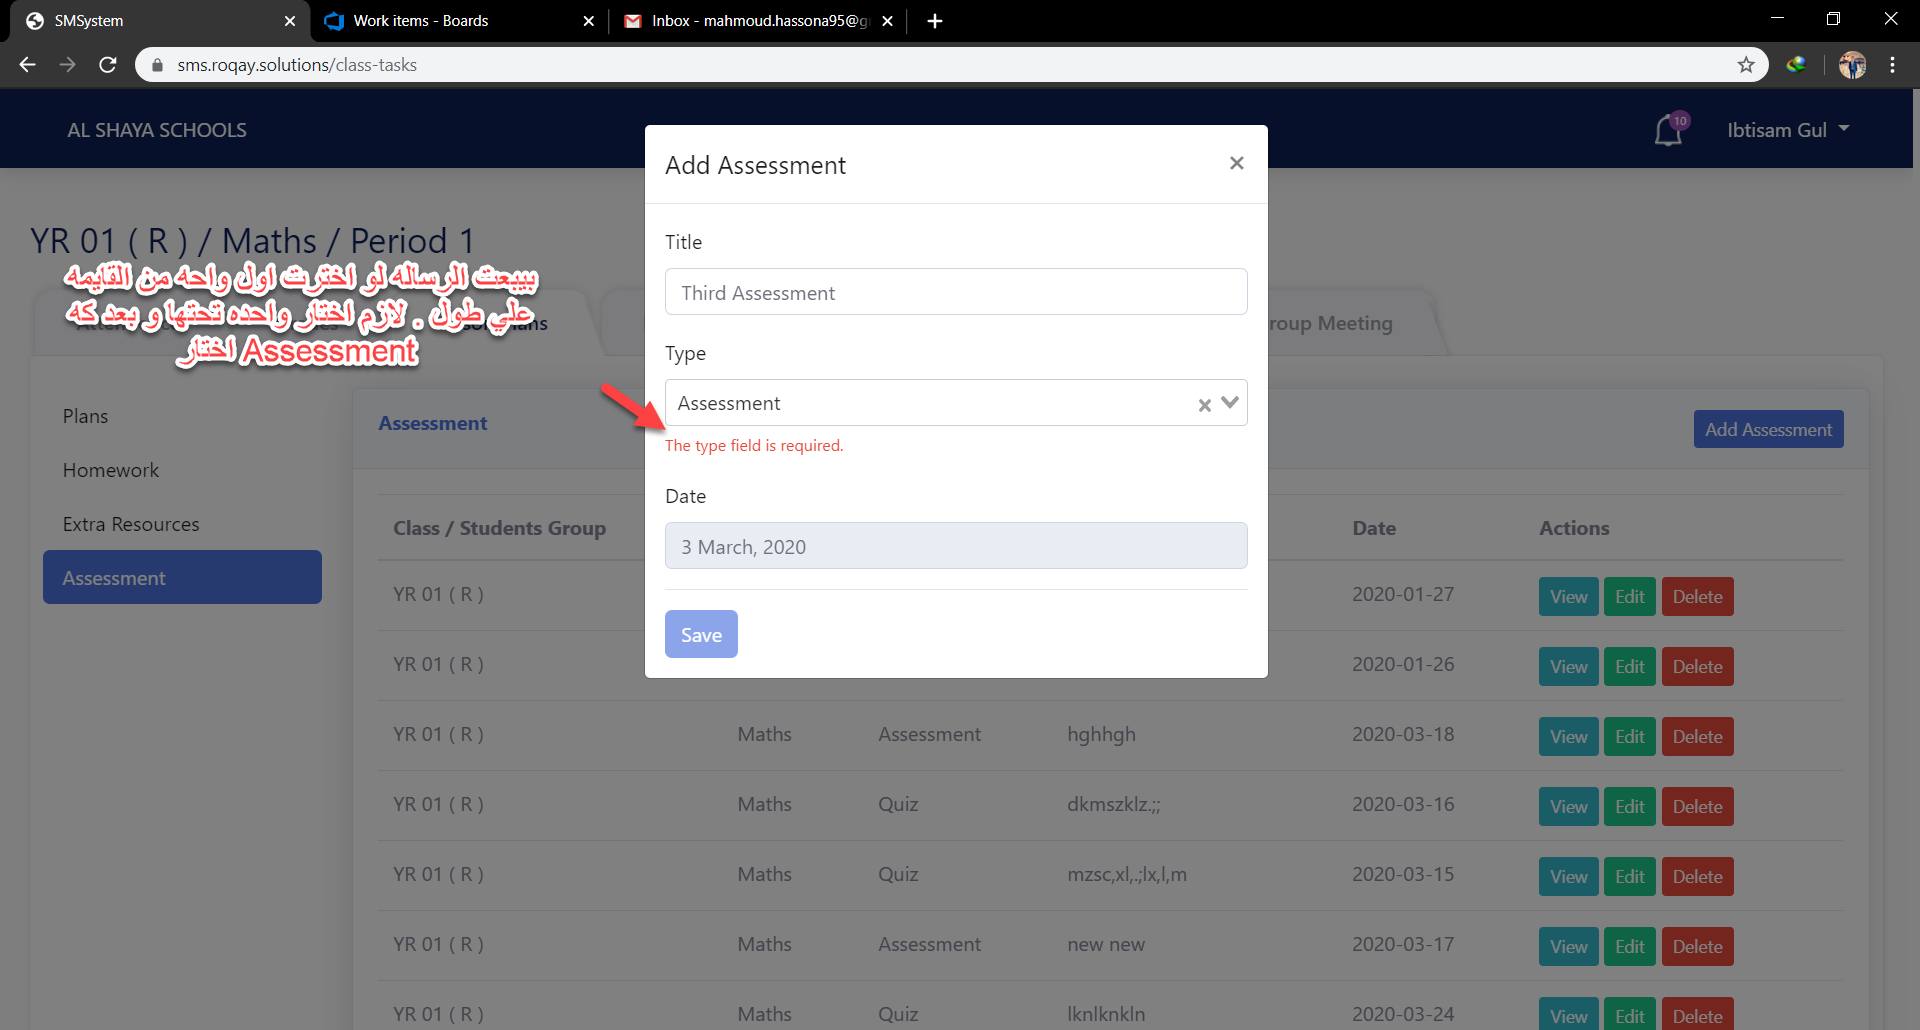 SMSystem
Work items - Boards
Inbox - mahmoud.hassona95@g
sms.roqay.solutions/class-tasks
AL SHAYA SCHOOLS
10
Ibtisam Gul
Add Assessment
YR 01 ( R ) / Maths / Period 1
بيبعت الرساله لو اخترت اول واحه من القايمه
علي طول . لازم اختار واحده تحتها و بعد كه
اختار Assessment
roup Meeting
Title
Third Assessment
Type
Assessment
The type field is required.
Date
3 March, 2020
Save
Plans
Homework
Extra Resources
Assessment
Assessment
Add Assessment
Class / Students Group
Date
Actions
YR 01 ( R )
2020-01-27
View Edit Delete
YR 01 ( R )
2020-01-26
View Edit Delete
YR 01 ( R ) Maths Assessment hghhgh 2020-03-18 View Edit Delete
YR 01 ( R ) Maths Quiz dkmszklz.;; 2020-03-16 View Edit Delete
YR 01 ( R ) Maths Quiz mzsc,xl,.;lx,l,m 2020-03-15 View Edit Delete
YR 01 ( R ) Maths Assessment new new 2020-03-17 View Edit Delete
YR 01 ( R ) Maths Quiz lknlknkln 2020-03-24 View Edit Delete